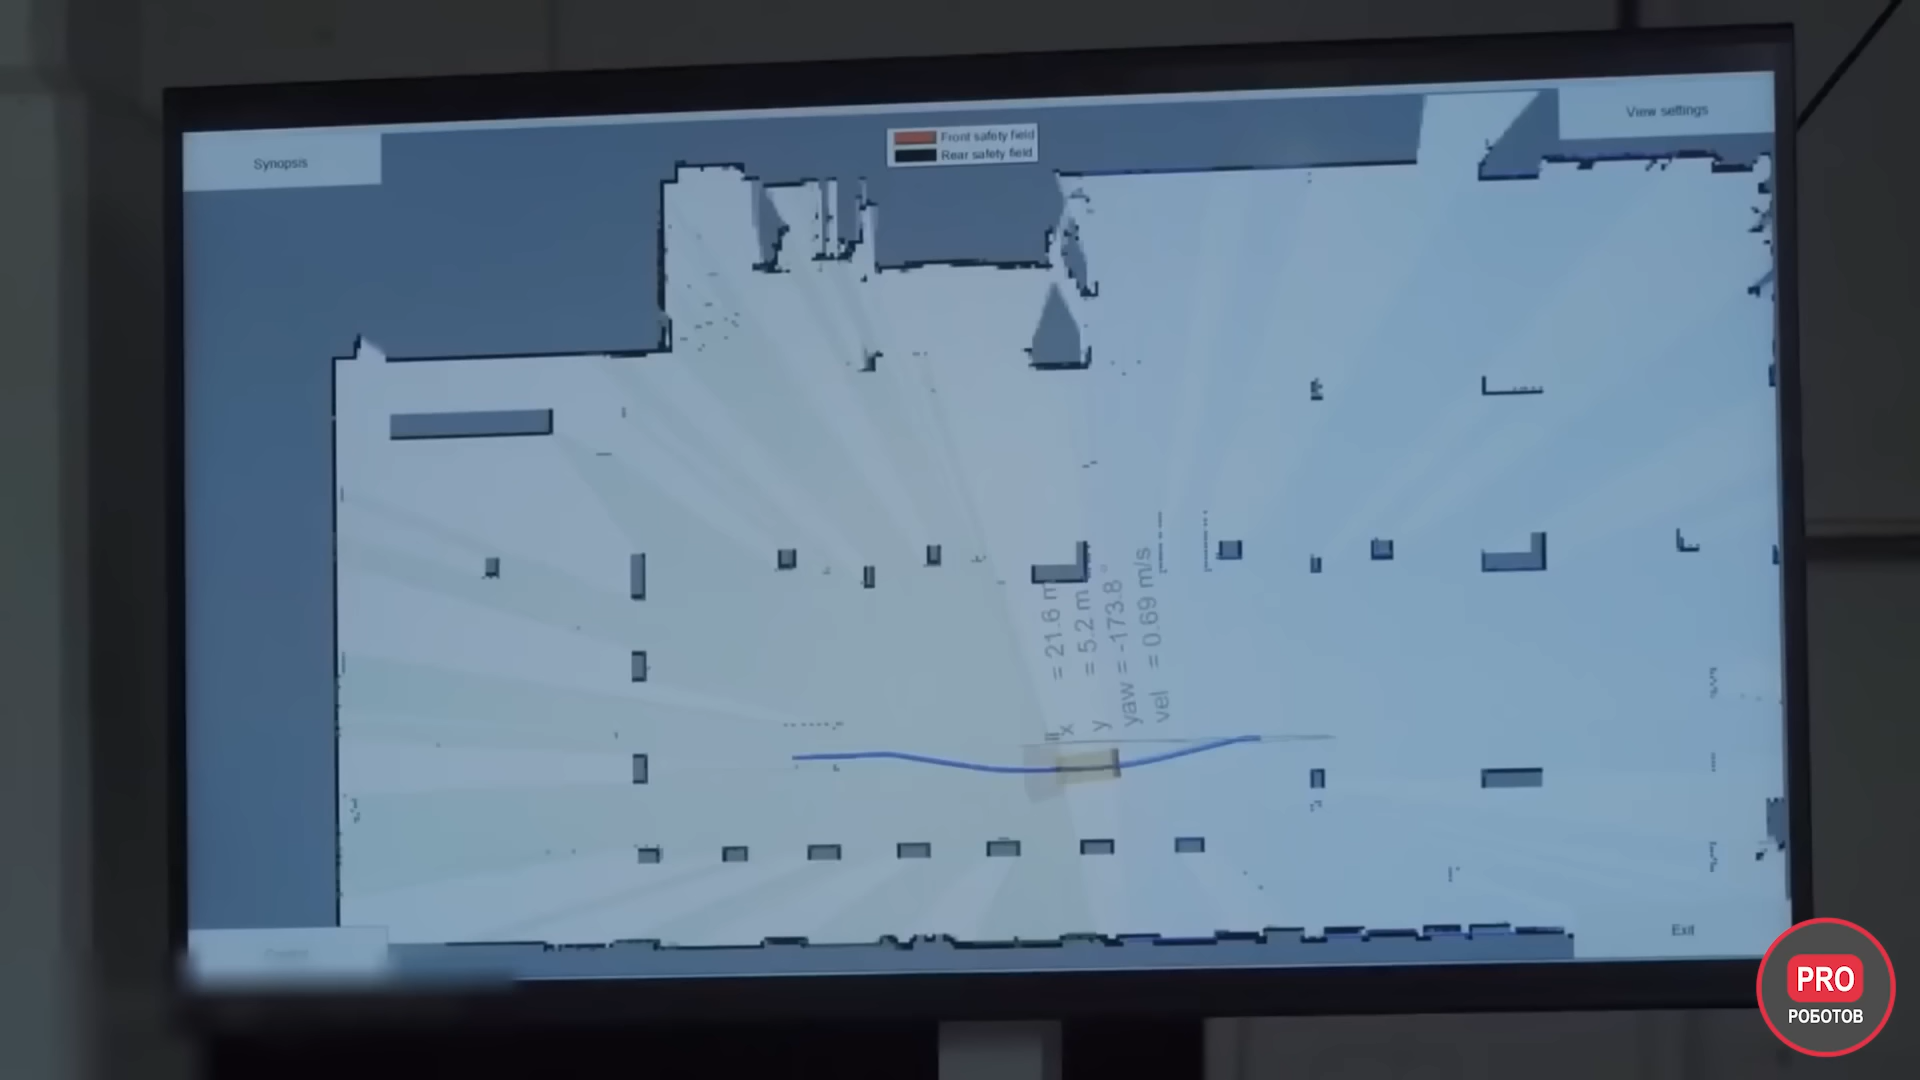 Synopsis
Front safety field
Rear safety field
View settings
x = 21.6 m
y = 5.2 m
yaw = -173.8 °
vel = 0.69 m/s
Exit
PRO
РОБОТОВ